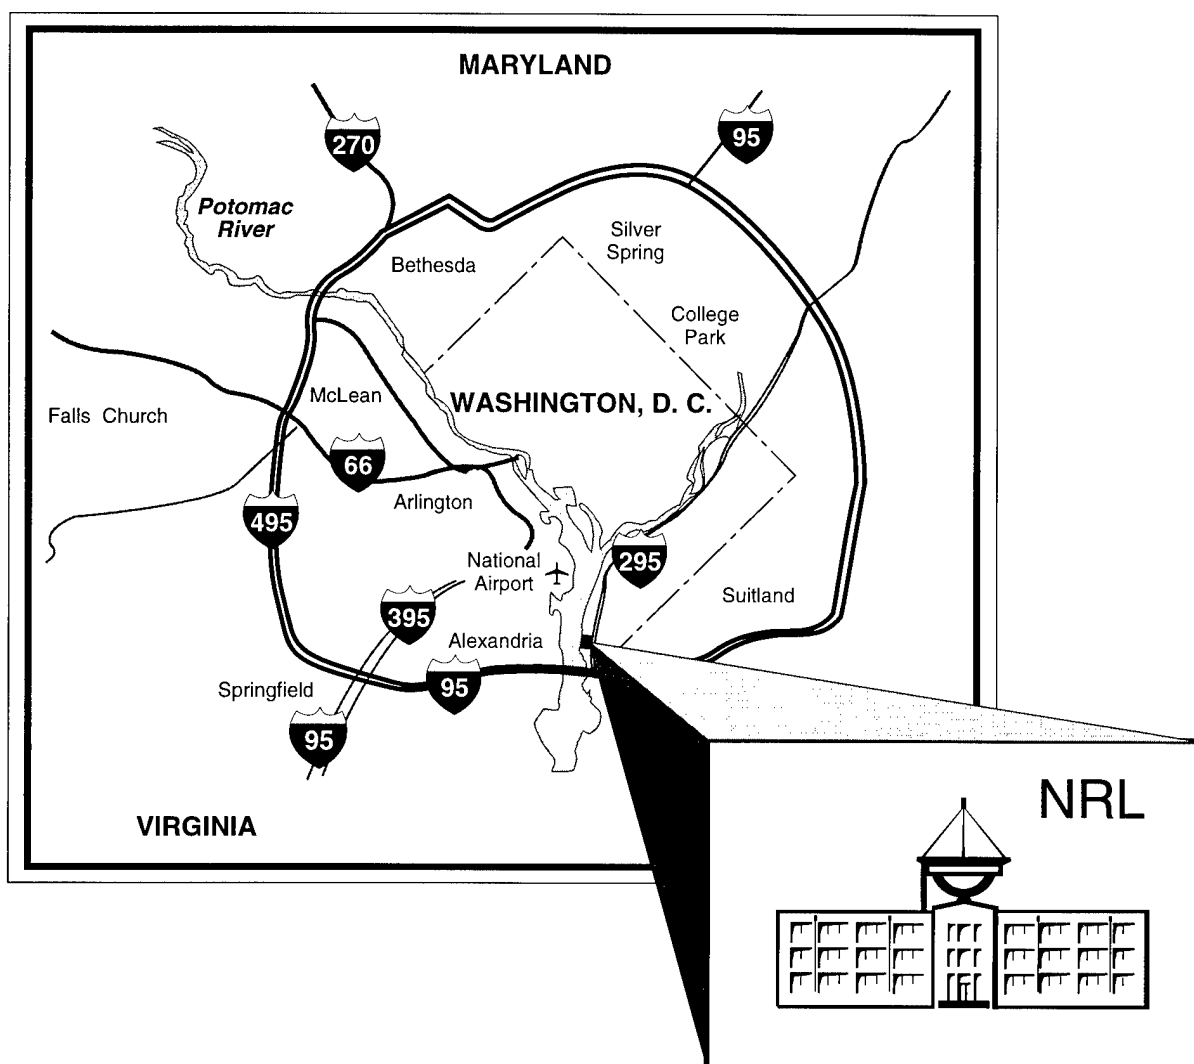 MARYLAND
270
95
Potomac
River
Silver
Spring
Bethesda
College
Park
McLean
WASHINGTON, D. C.
Falls Church
66
Arlington
495
National
Airport
295
Suitland
395
Alexandria
Springfield
95
95
VIRGINIA
NRL